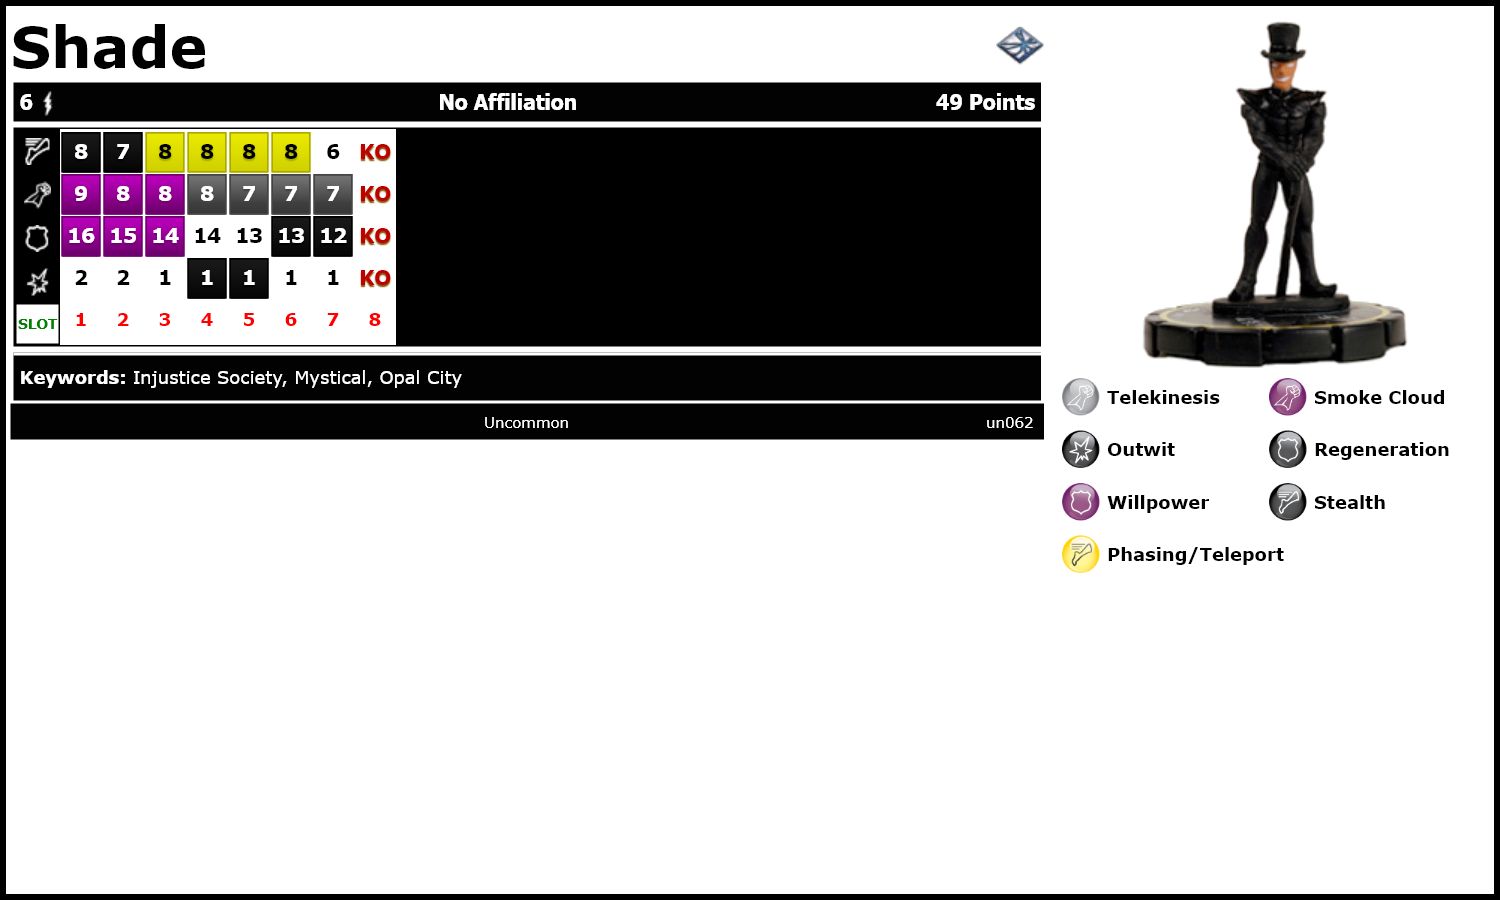 Shade
6 No Affiliation 49 Points
8 7 8 8 8 8 6 KO
9 8 8 8 7 7 7 KO
16 15 14 14 13 13 12 KO
2 2 1 1 1 1 1 KO
SLOT 1 2 3 4 5 6 7 8
Keywords: Injustice Society, Mystical, Opal City
Uncommon un062
Telekinesis Smoke Cloud
Outwit Regeneration
Willpower Stealth
Phasing/Teleport